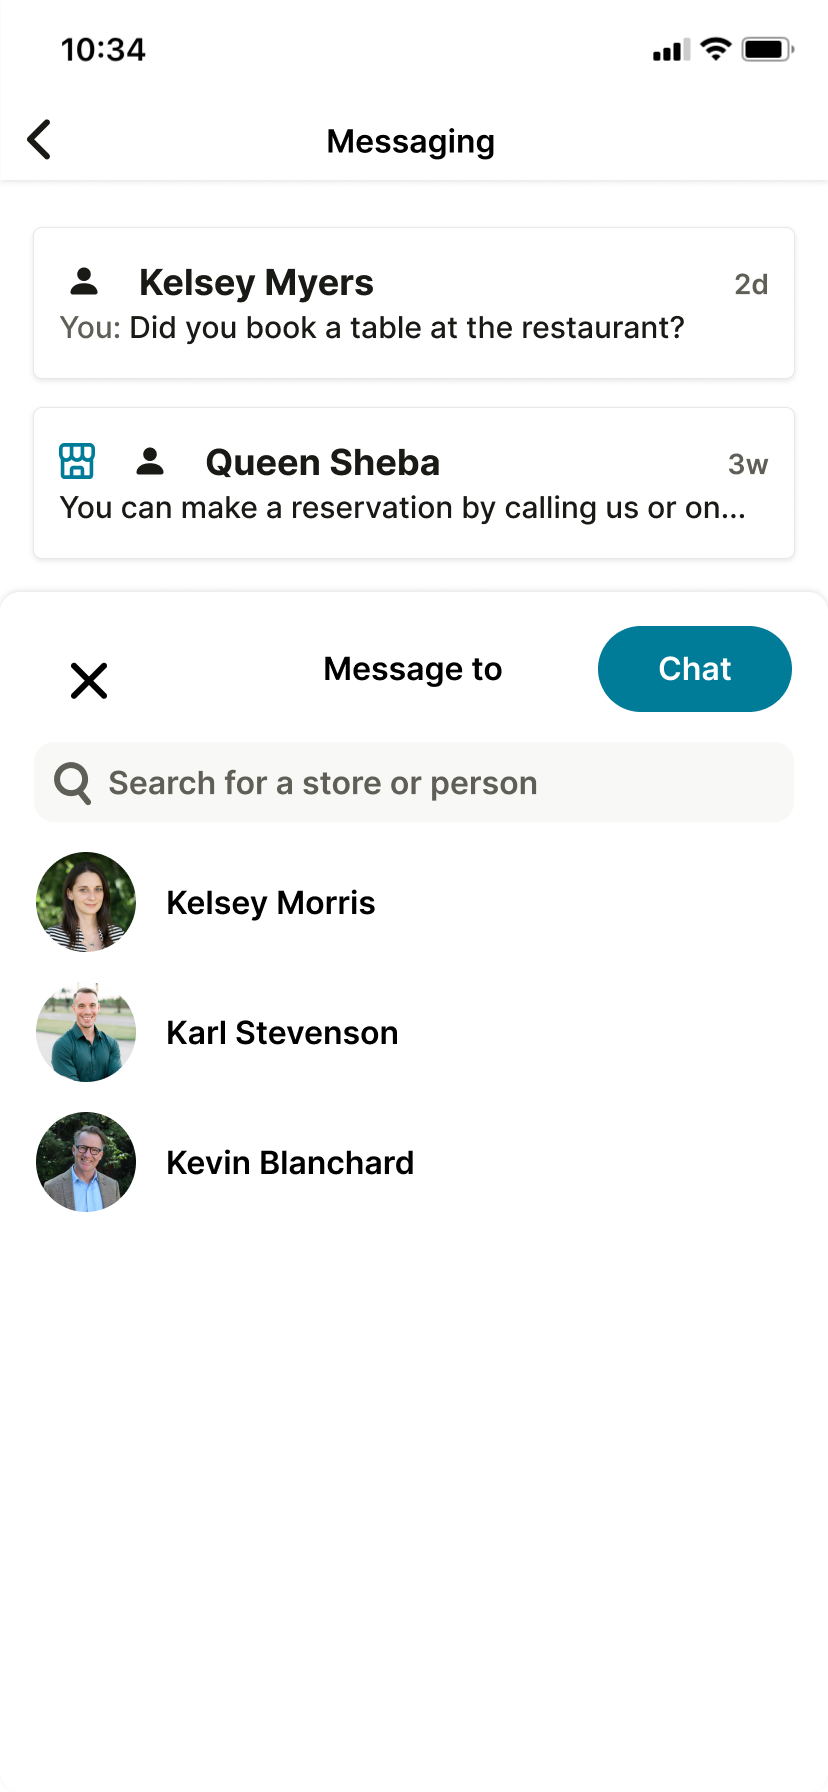 10:34
Messaging
Kelsey Myers 2d
You: Did you book a table at the restaurant?
Queen Sheba 3w
You can make a reservation by calling us or on...
Message to Chat
Search for a store or person
Kelsey Morris
Karl Stevenson
Kevin Blanchard